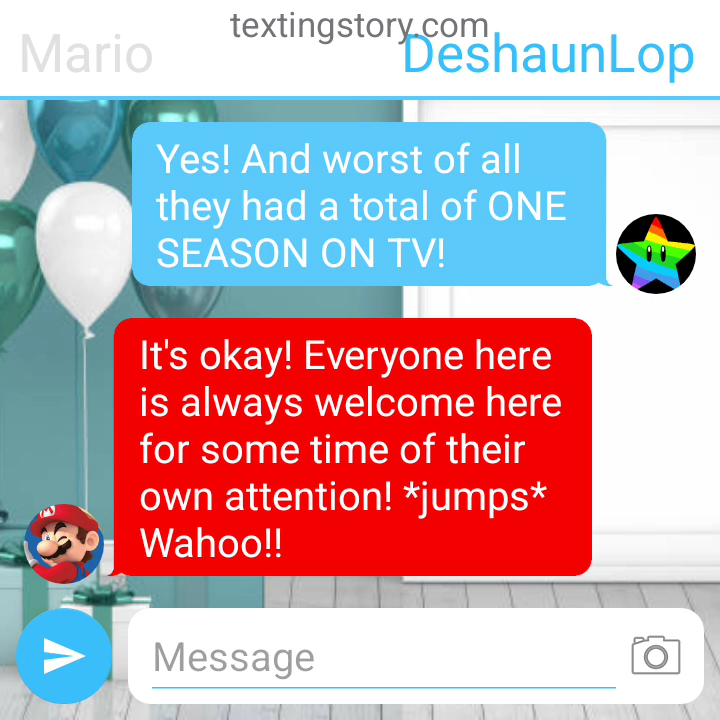 textingstory.com
Mario
DeshaunLop
Yes! And worst of all
they had a total of ONE
SEASON ON TV!
It's okay! Everyone here
is always welcome here
for some time of their
own attention! *jumps*
Wahoo!!
M
Message